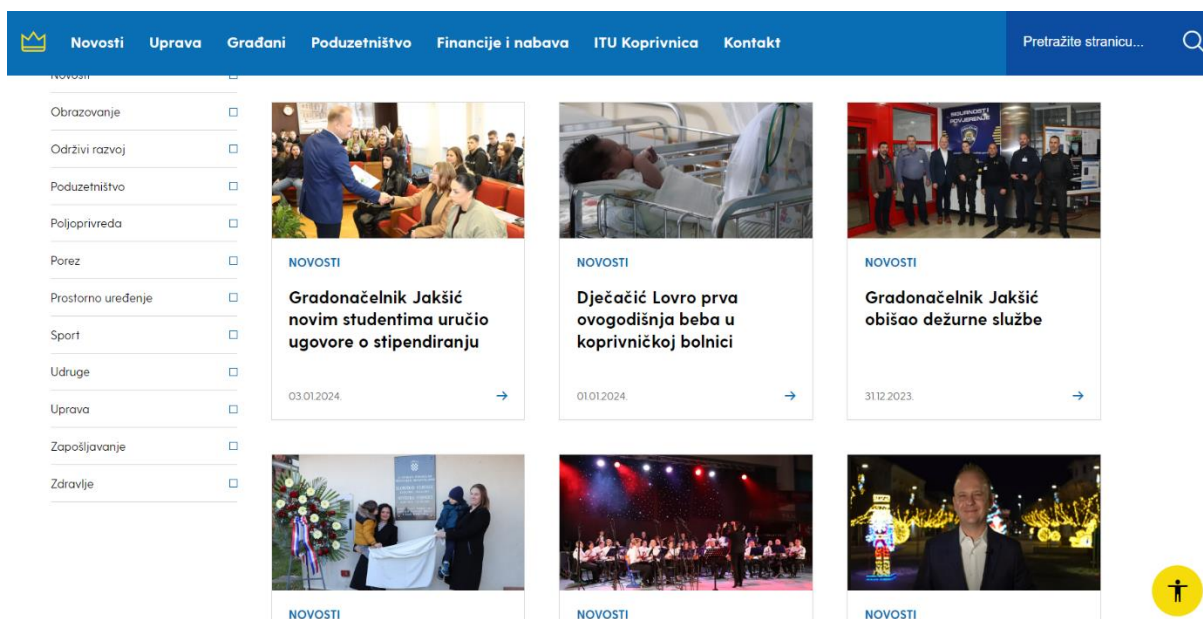 Novosti Uprava Građani Poduzetništvo Financije i nabava ITU Koprivnica Kontakt Pretražite stranicu...
Novosti
Obrazovanje
Održivi razvoj
Poduzetništvo
Poljoprivreda
Porez
Prostorno uređenje
Sport
Udruge
Uprava
Zapošljavanje
Zdravlje
NOVOSTI
Gradonačelnik Jakšić
novim studentima uručio
ugovore o stipendiranju
03.01.2024.
NOVOSTI
Dječačić Lovro prva
ovogodišnja beba u
koprivničkoj bolnici
01.01.2024.
SIGURNOST I
POVJERENJE
NOVOSTI
Gradonačelnik Jakšić
obišao dežurne službe
31.12.2023.
NOVOSTI
NOVOSTI
NOVOSTI